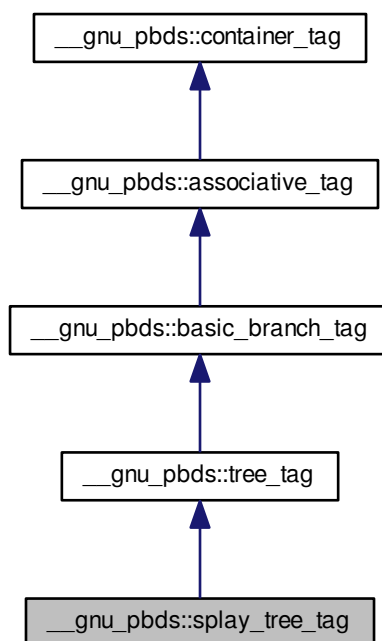 __gnu_pbds::container_tag
__gnu_pbds::associative_tag
__gnu_pbds::basic_branch_tag
__gnu_pbds::tree_tag
__gnu_pbds::splay_tree_tag